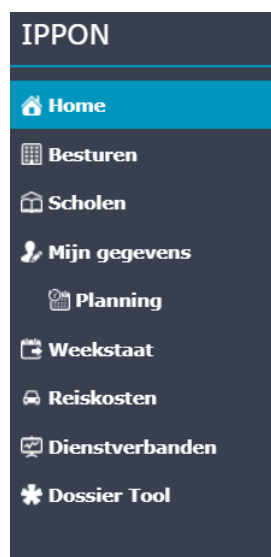 IPPON
Home
Besturen
Scholen
Mijn gegevens
Planning
Weekstaat
Reiskosten
Dienstverbanden
Dossier Tool